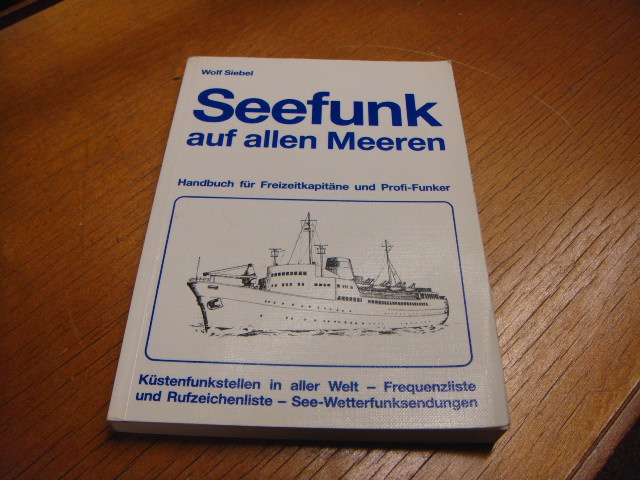 Wolf Siebel
Seefunk
auf allen Meeren
Handbuch für Freizeitkapitäne und Profi-Funker
Küstenfunkstellen in aller Welt – Frequenzliste
und Rufzeichenliste – See-Wetterfunksendungen